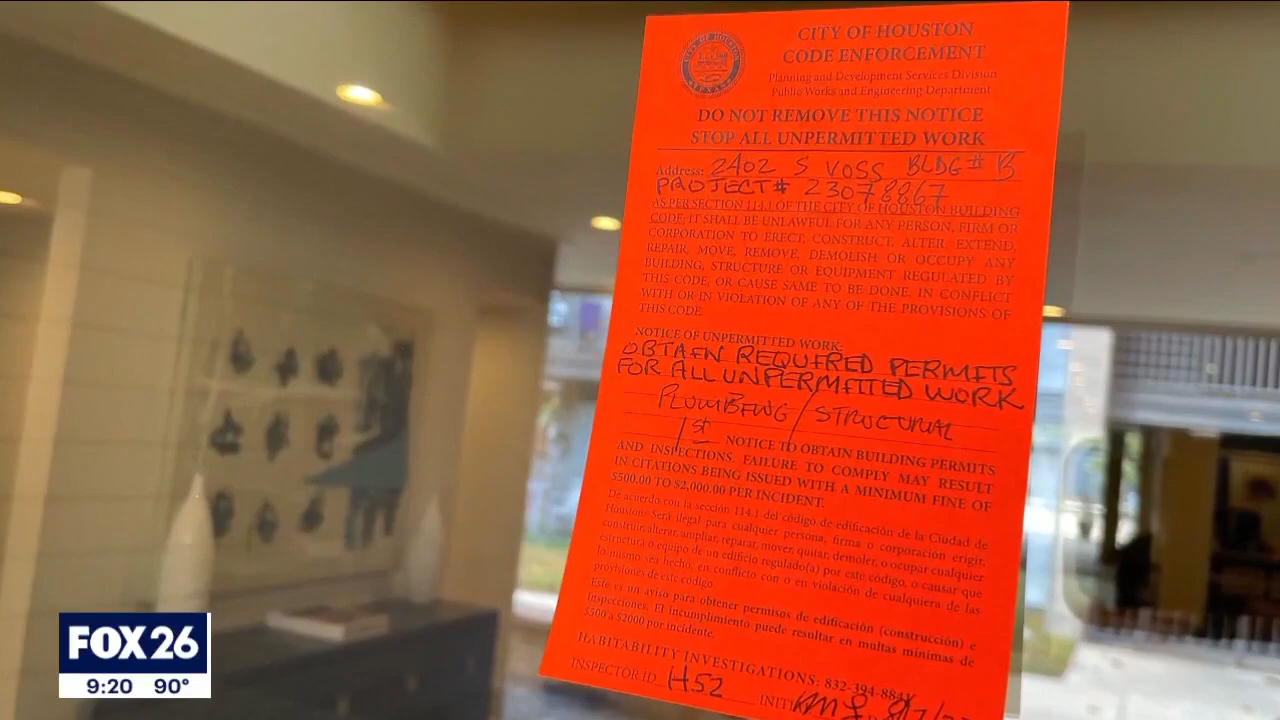 CITY OF HOUSTON
CODE ENFORCEMENT
Planning and Development Services Division
Public Works and Engineering Department
DO NOT REMOVE THIS NOTICE
STOP ALL UNPERMITTED WORK
Address: 2402 S VOSS BLDG # B
PROJECT # 23078867
AS PER SECTION 114.1 OF THE CITY OF HOUSTON BUILDING
CODE; IT SHALL BE UNLAWFUL FOR ANY PERSON, FIRM OR
CORPORATION TO ERECT, CONSTRUCT, ALTER, EXTEND,
REPAIR, MOVE, REMOVE, DEMOLISH OR OCCUPY ANY
BUILDING, STRUCTURE OR EQUIPMENT REGULATED BY
THIS CODE, OR CAUSE SAME TO BE DONE, IN CONFLICT
WITH OR IN VIOLATION OF ANY OF THE PROVISIONS OF
THIS CODE.
NOTICE OF UNPERMITTED WORK:
OBTAIN REQUIRED PERMITS
FOR ALL UNPERMITTED WORK
PLUMBING / STRUCTURAL
1st NOTICE TO OBTAIN BUILDING PERMITS
AND INSPECTIONS. FAILURE TO COMPLY MAY RESULT
IN CITATIONS BEING ISSUED WITH A MINIMUM FINE OF
$500.00 TO $2,000.00 PER INCIDENT.
De acuerdo con la sección 114.1 del código de edificación de la Ciudad de
Houston: Será ilegal para cualquier persona, firma o corporación erigir,
construir, alterar, ampliar, reparar, mover, quitar, demoler, o ocupar cualquier
estructura o equipo de un edificio regulado(a) por este código, o causar que
lo mismo sea hecho, en conflicto con o en violación de cualquiera de las
provisiones de este código.
Este es un aviso para obtener permisos de edificación (construcción) e
inspecciones. El incumplimiento puede resultar en multas mínimas de
$500 a $2000 por incidente.
HABITABILITY INVESTIGATIONS: 832-394-8841
INSPECTOR ID H52
FOX 26
9:20 90°